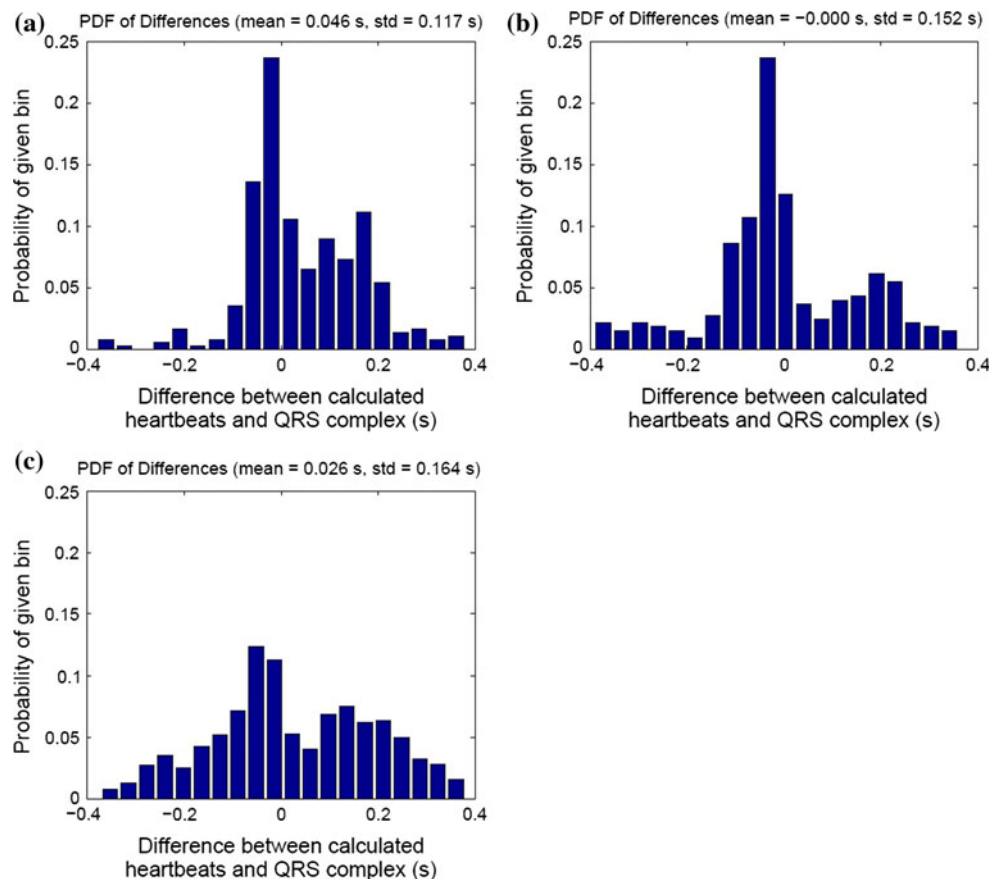 (a) PDF of Differences (mean = 0.046 s, std = 0.117 s)
0.25
0.2
0.15
0.1
0.05
0
Probability of given bin
−0.4 −0.2 0 0.2 0.4
Difference between calculated
heartbeats and QRS complex (s)
(b) PDF of Differences (mean = −0.000 s, std = 0.152 s)
0.25
0.2
0.15
0.1
0.05
0
Probability of given bin
−0.4 −0.2 0 0.2 0.4
Difference between calculated
heartbeats and QRS complex (s)
(c) PDF of Differences (mean = 0.026 s, std = 0.164 s)
0.25
0.2
0.15
0.1
0.05
0
Probability of given bin
−0.4 −0.2 0 0.2 0.4
Difference between calculated
heartbeats and QRS complex (s)